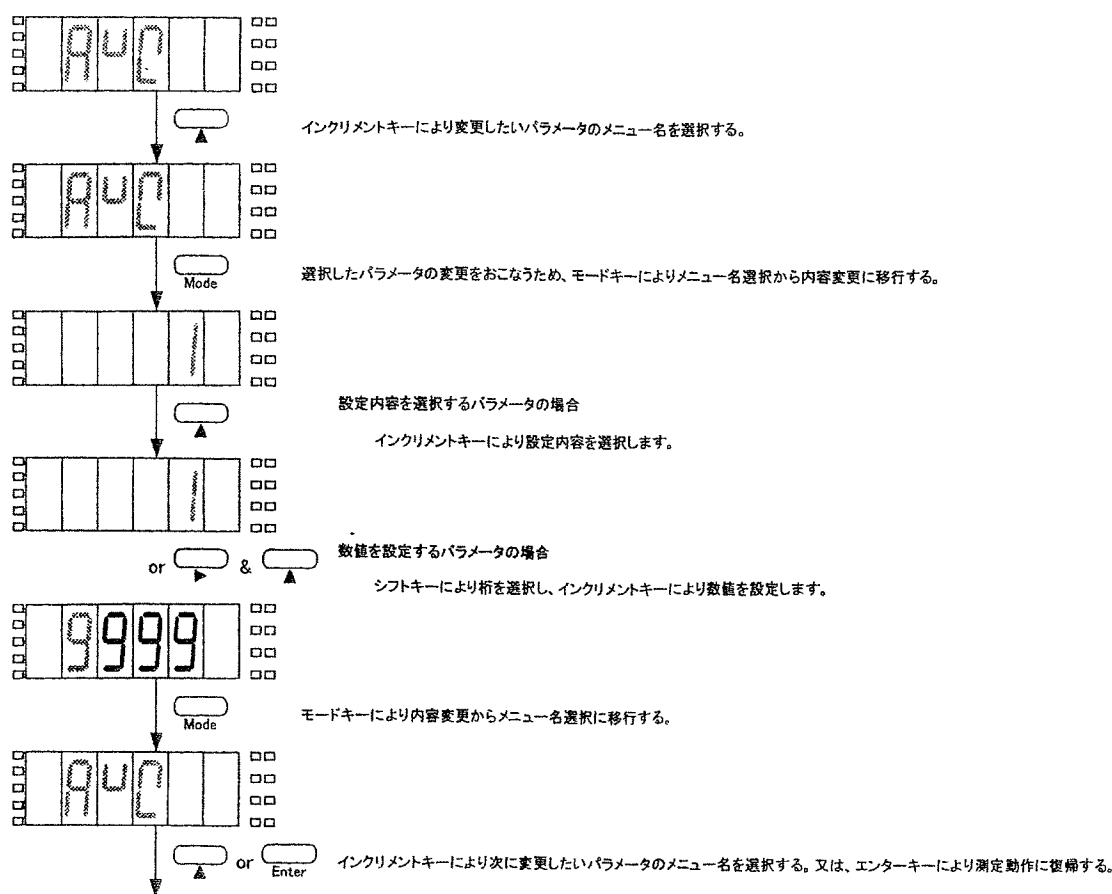 AuC
インクリメントキーにより変更したいパラメータのメニュー名を選択する。
AuC
Mode
選択したパラメータの変更をおこなうため、モードキーによりメニュー名選択から内容変更に移行する。
1
設定内容を選択するパラメータの場合
インクリメントキーにより設定内容を選択します。
1
or & 数値を設定するパラメータの場合
シフトキーにより桁を選択し、インクリメントキーにより数値を設定します。
9999
Mode
モードキーにより内容変更からメニュー名選択に移行する。
AuC
or Enter
インクリメントキーにより次に変更したいパラメータのメニュー名を選択する。又は、エンターキーにより測定動作に復帰する。